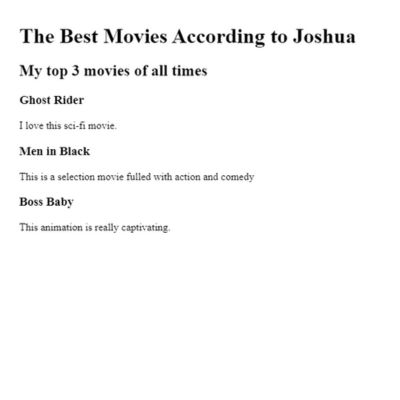 The Best Movies According to Joshua
My top 3 movies of all times
Ghost Rider
I love this sci-fi movie.
Men in Black
This is a selection movie fulled with action and comedy
Boss Baby
This animation is really captivating.